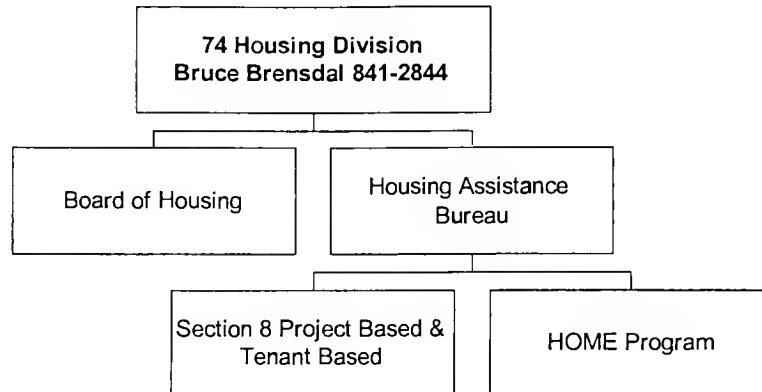 74 Housing Division
Bruce Brensdal 841-2844
Board of Housing
Housing Assistance
Bureau
Section 8 Project Based &
Tenant Based
HOME Program